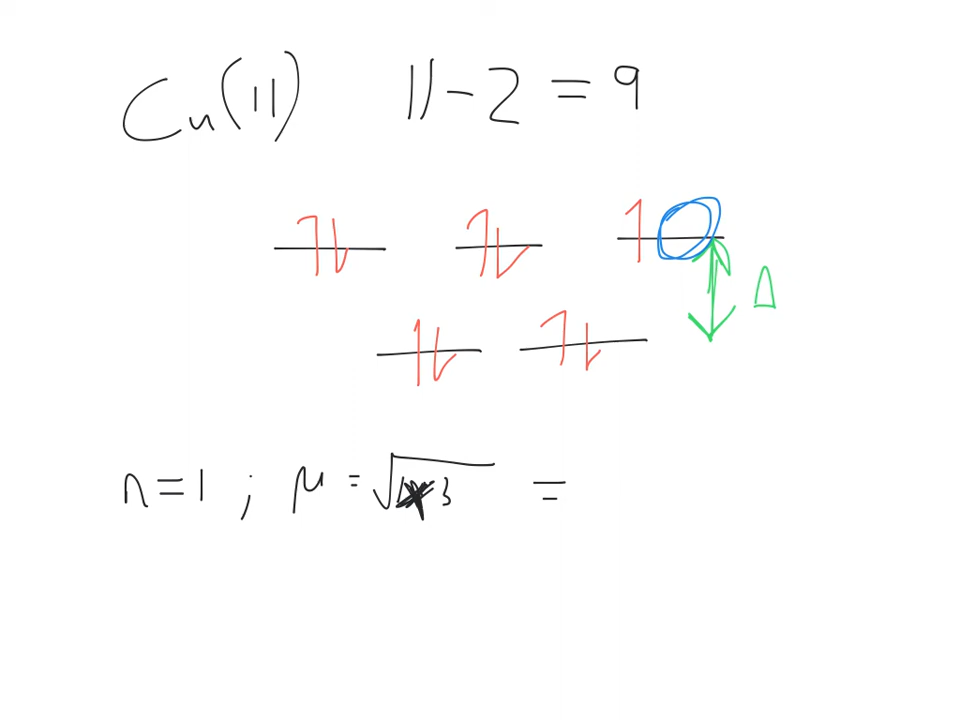 Cu(II) 11-2=9
Δ
n=1 ; μ = √3 =